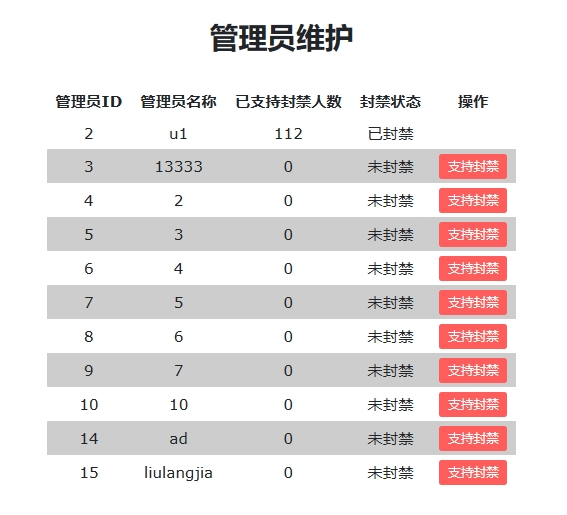 管理员维护
管理员ID 管理员名称 已支持封禁人数 封禁状态 操作
2 u1 112 已封禁
3 13333 0 未封禁 支持封禁
4 2 0 未封禁 支持封禁
5 3 0 未封禁 支持封禁
6 4 0 未封禁 支持封禁
7 5 0 未封禁 支持封禁
8 6 0 未封禁 支持封禁
9 7 0 未封禁 支持封禁
10 10 0 未封禁 支持封禁
14 ad 0 未封禁 支持封禁
15 liulangjia 0 未封禁 支持封禁